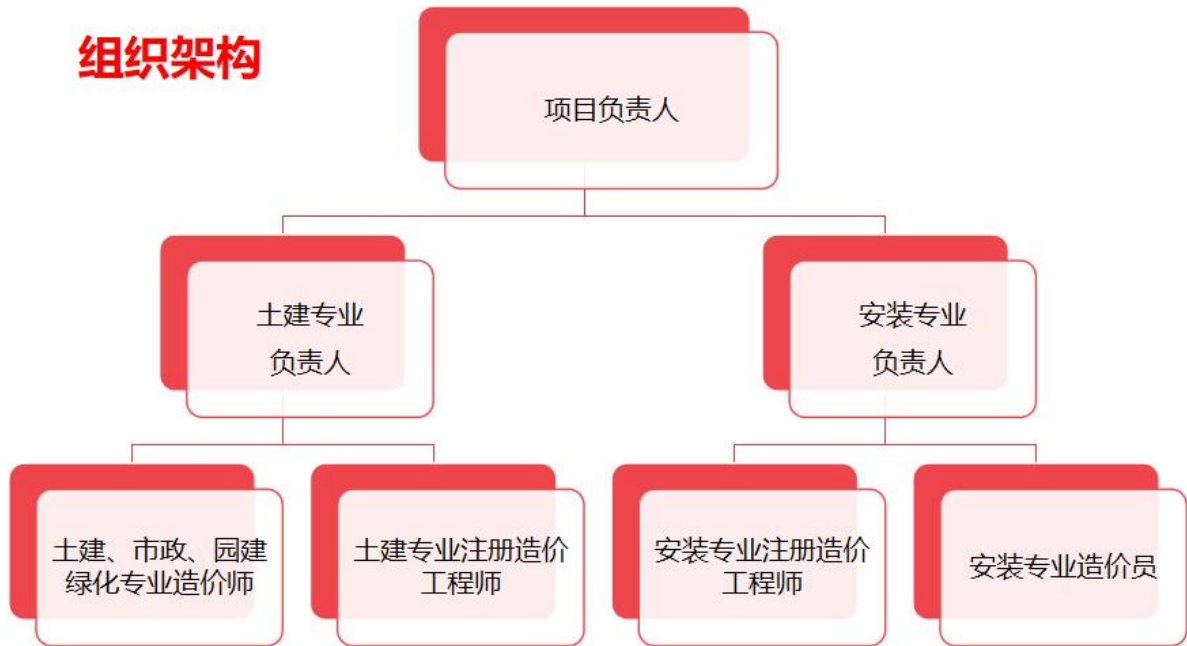 组织架构
项目负责人
土建专业
负责人
安装专业
负责人
土建、市政、园建
绿化专业造价师
土建专业注册造价
工程师
安装专业注册造价
工程师
安装专业造价员